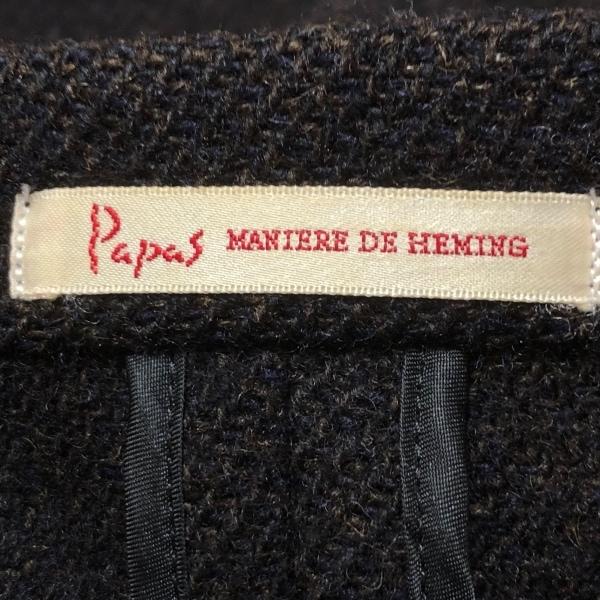 Papas MANIERE DE HEMING